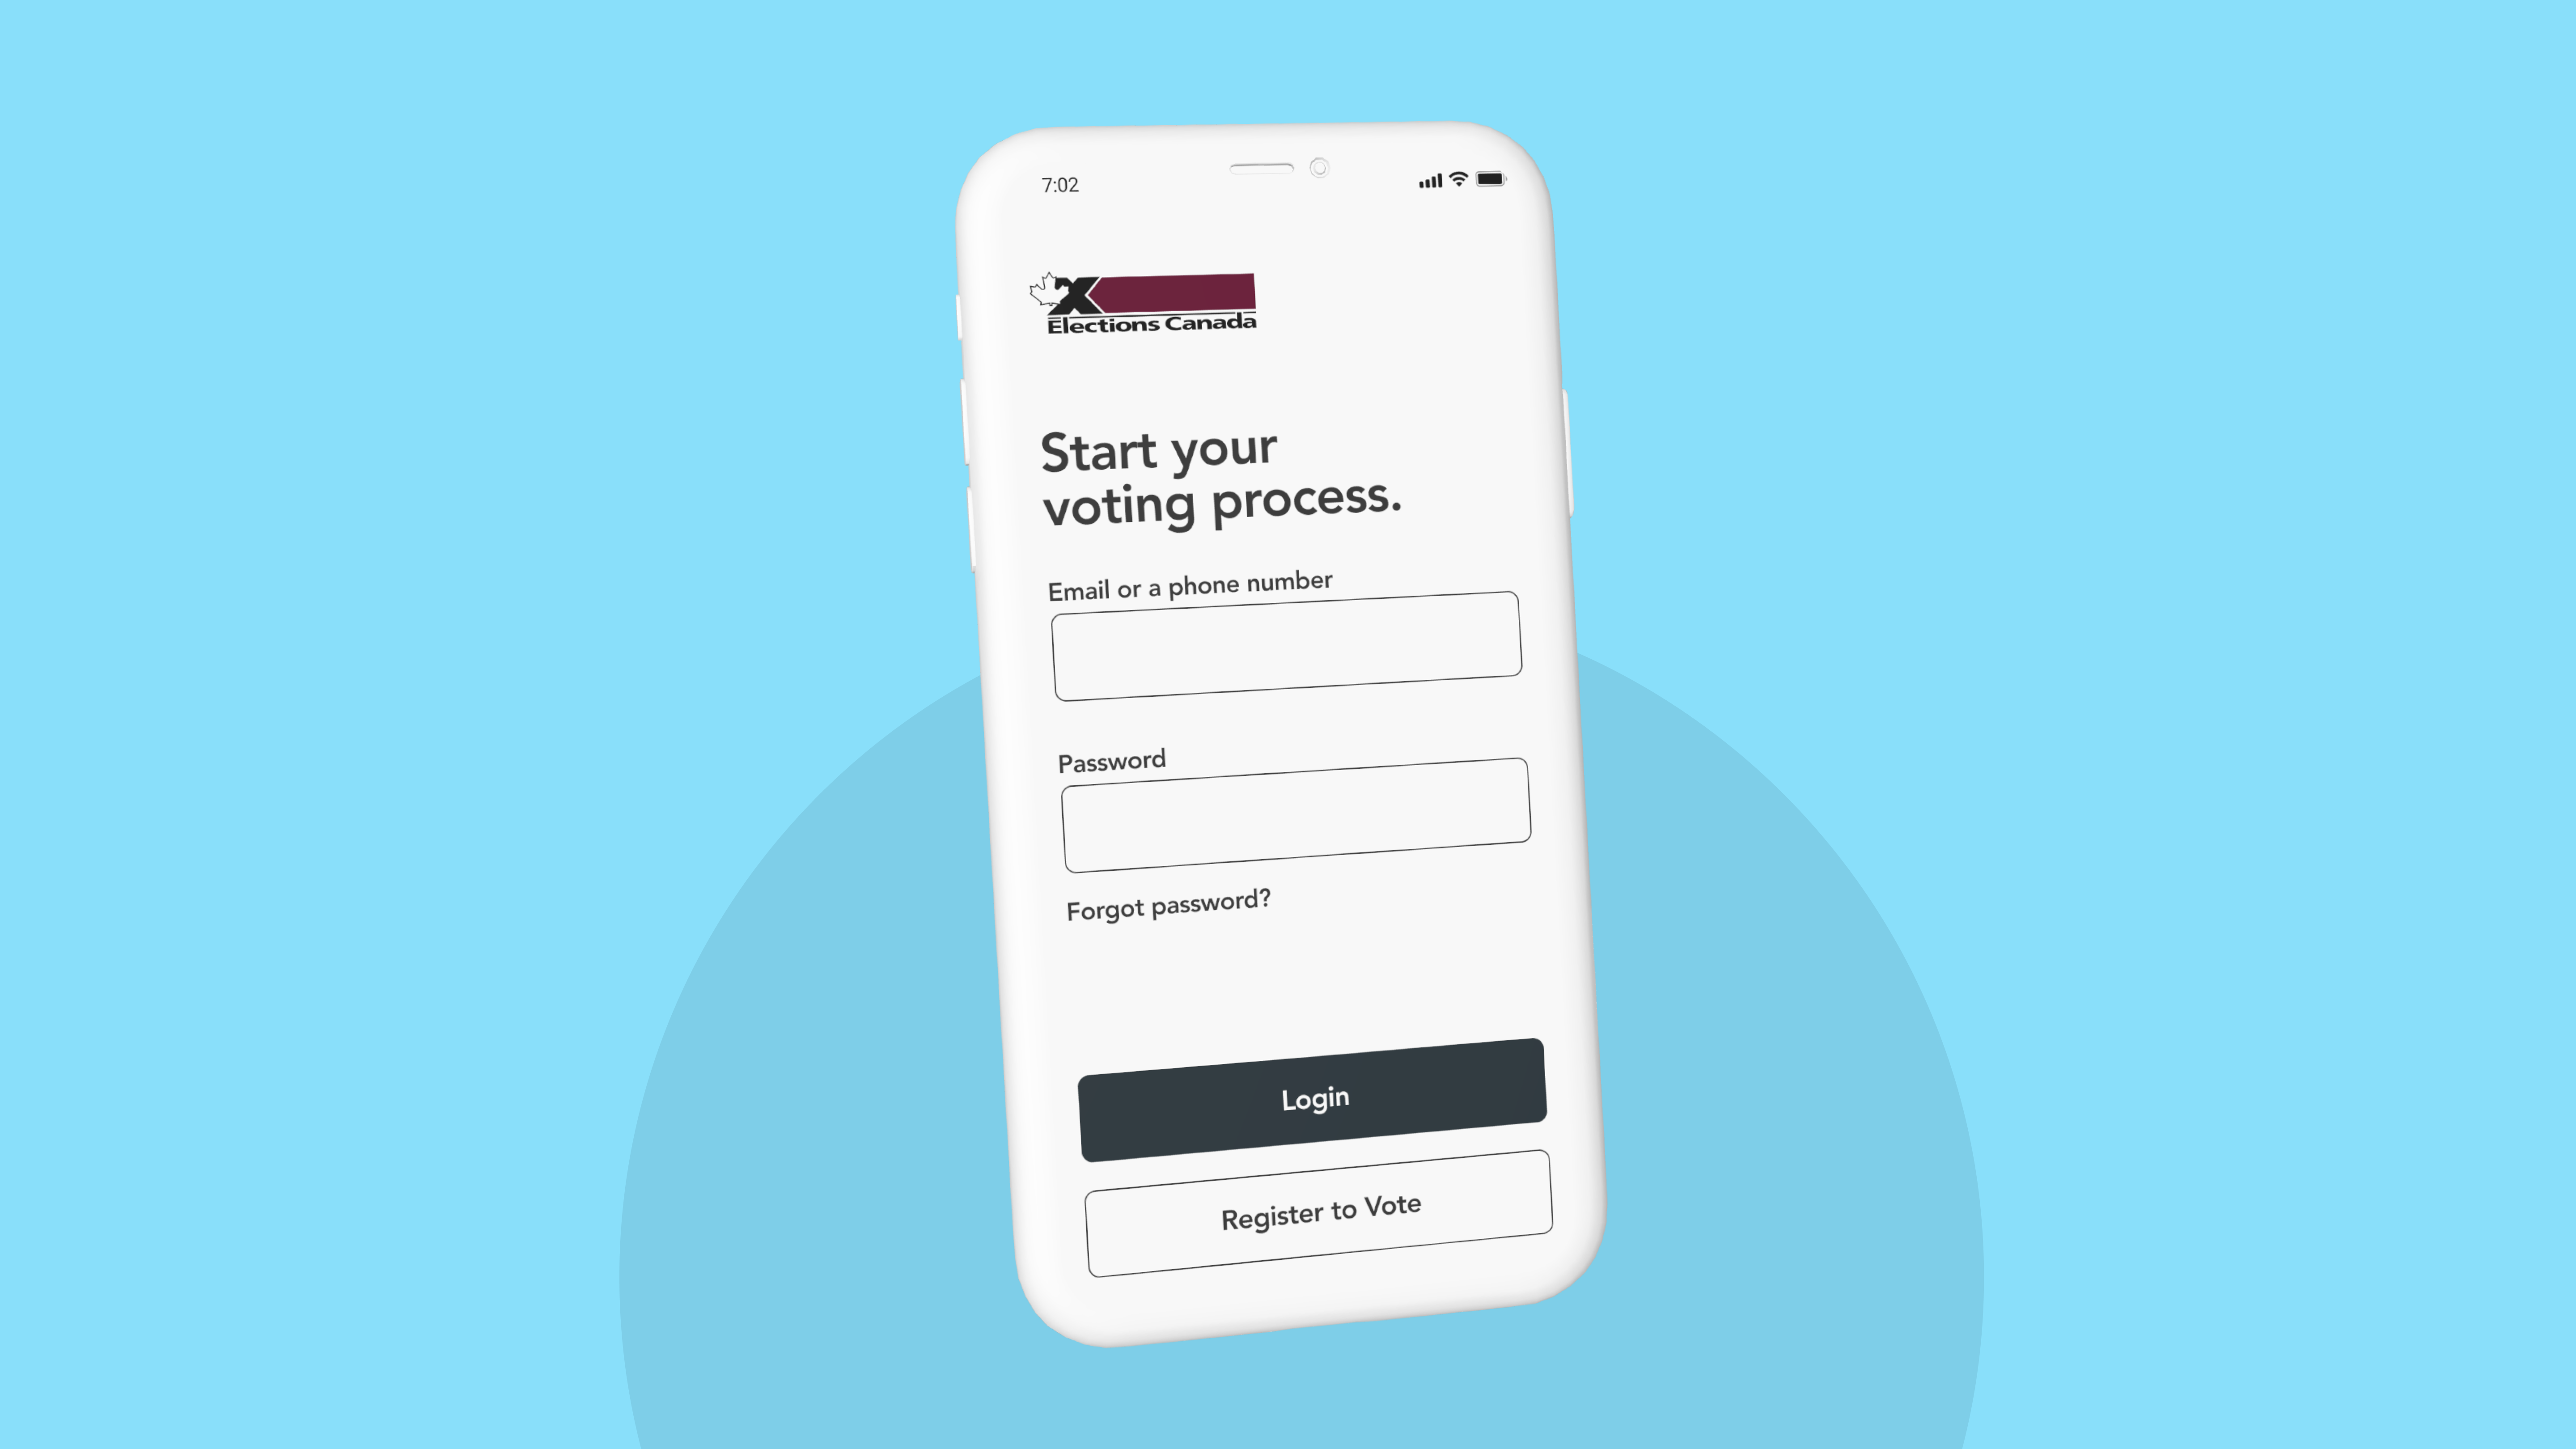 7:02
Elections Canada
Start your
voting process.
Email or a phone number
Password
Forgot password?
Login
Register to Vote